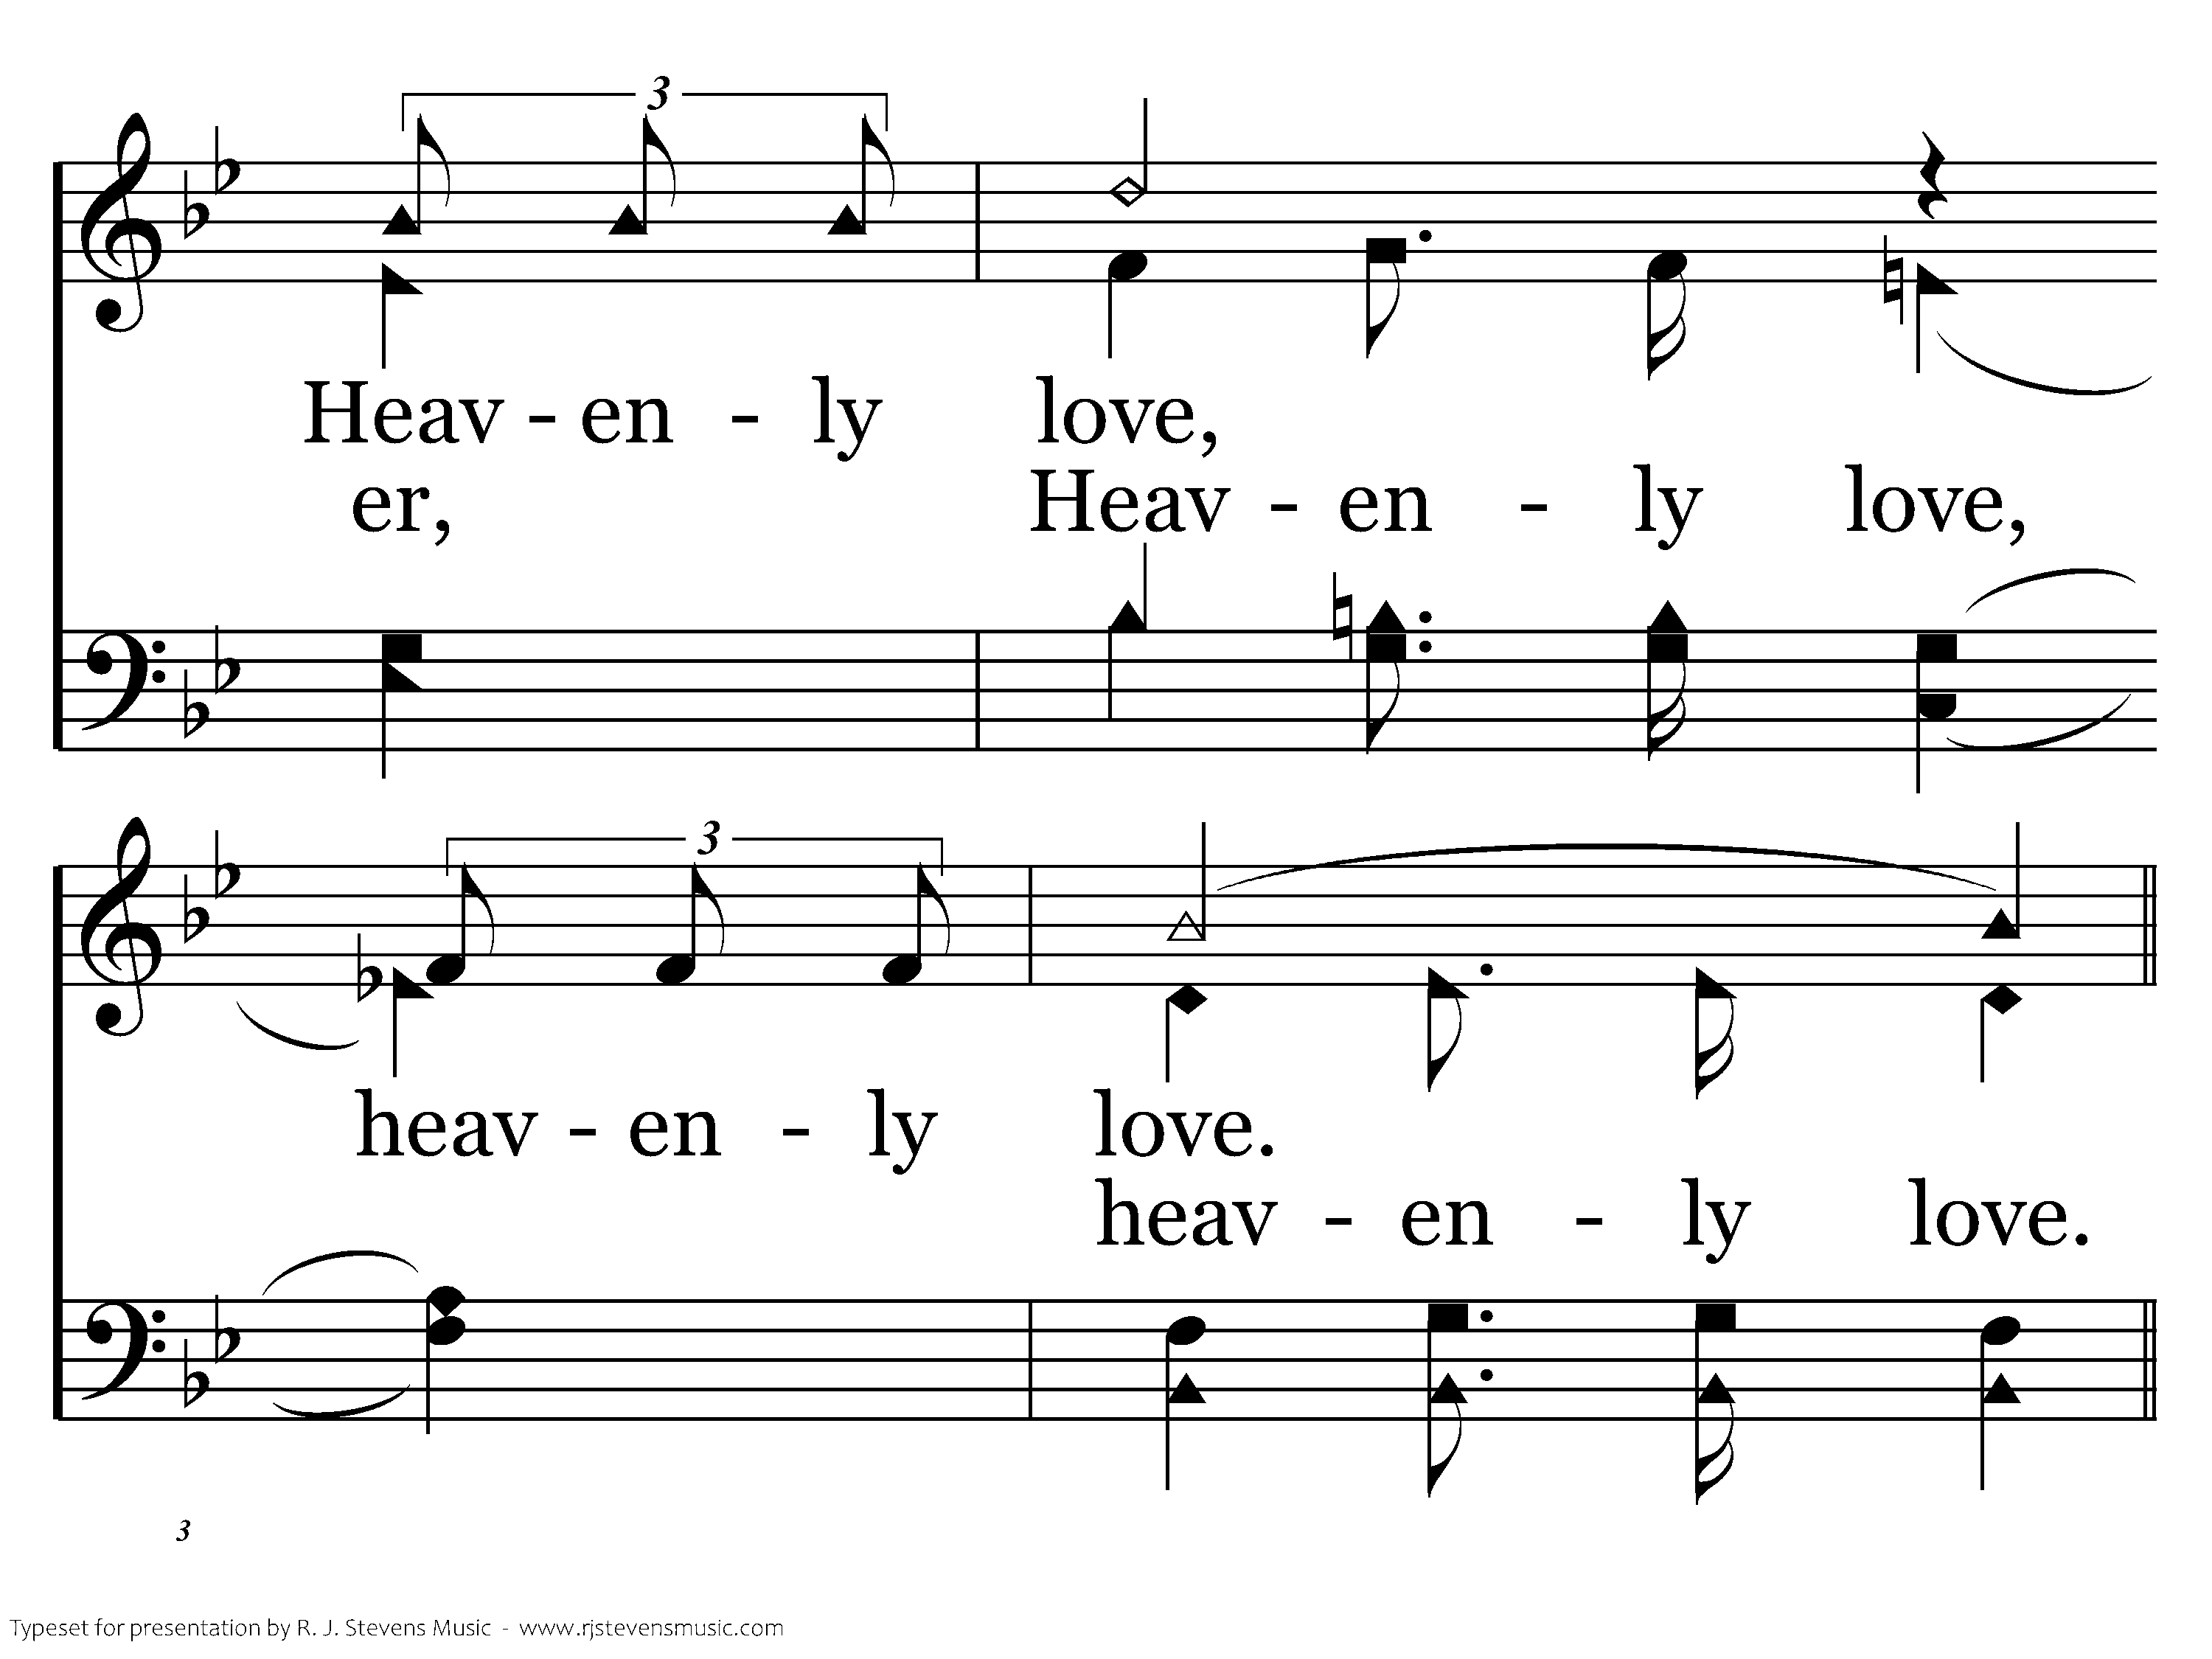 3
Heav - en - ly love,
er, Heav - en - ly love,
3
heav - en - ly love.
heav - en - ly love.
3
Typeset for presentation by R. J. Stevens Music - www.rjstevensmusic.com